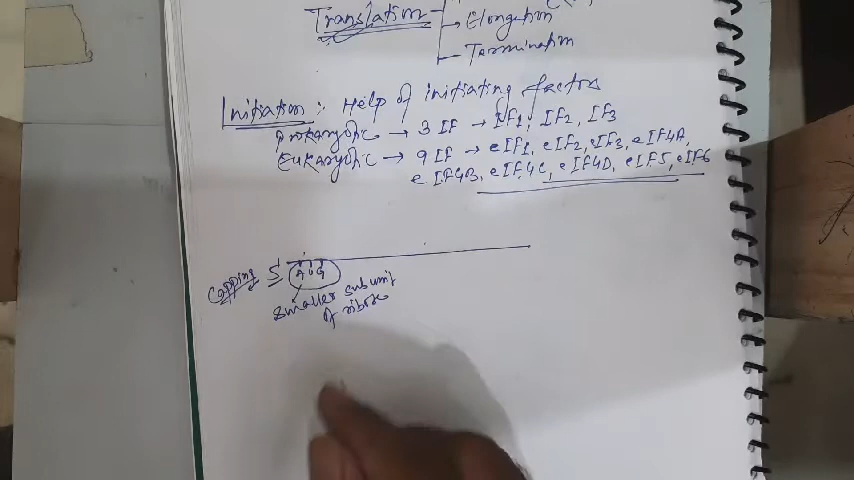 Translation
→ Elongation
Termination
Initiation :- Help of initiating factors
Prokaryotic → 3 IF → IF1, IF2, IF3
Eukaryotic → 9 IF → eIF1, eIF2, eIF3, eIF4A,
eIF4B, eIF4C, eIF4D, eIF5, eIF6
Capping 5' AUG
Smaller subunit
of